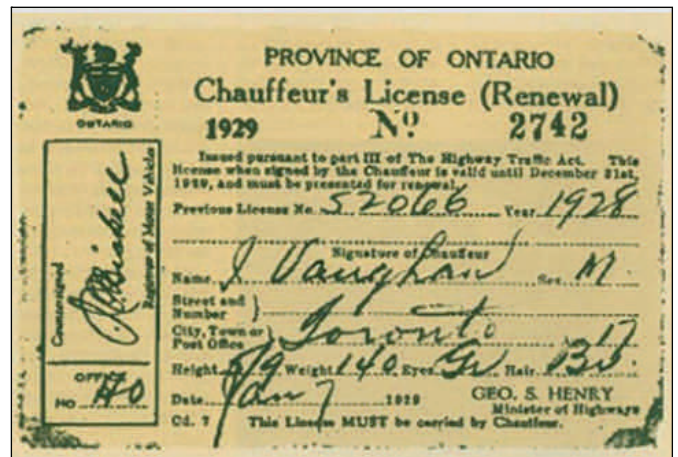 ONTARIO
PROVINCE OF ONTARIO
Chauffeur's License (Renewal)
1929 No. 2742
Issued pursuant to part III of The Highway Traffic Act. This
license when signed by the Chauffeur is valid until December 31st,
1929, and must be presented for renewal.
Previous License No. 52066 Year 1928
Signature of Chauffeur
Name J Vaughan Sex M
Street and
Number
City, Town or
Post Office Toronto 17
Height 5/9 Weight 140 Eyes Gr Hair Br
Date Jan 7 1929
GEO. S. HENRY
Minister of Highways
Cd. 7 This License MUST be carried by Chauffeur.
Countersigned
Registrar of Motor Vehicles
OFFICE
NO HO